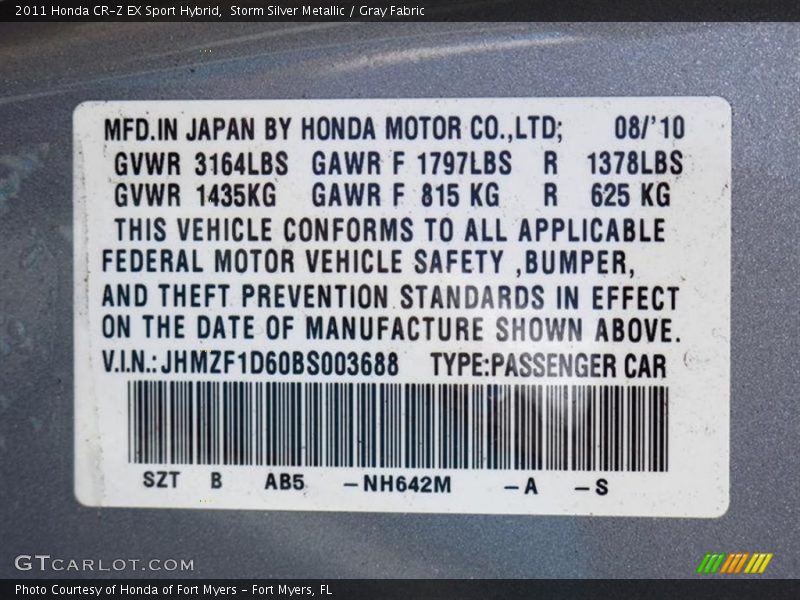 2011 Honda CR-Z EX Sport Hybrid,  Storm Silver Metallic / Gray Fabric
MFD.IN JAPAN BY HONDA MOTOR CO.,LTD; 08/'10
GVWR 3164LBS GAWR F 1797LBS R 1378LBS
GVWR 1435KG GAWR F 815 KG R 625 KG
THIS VEHICLE CONFORMS TO ALL APPLICABLE
FEDERAL MOTOR VEHICLE SAFETY ,BUMPER,
AND THEFT PREVENTION STANDARDS IN EFFECT
ON THE DATE OF MANUFACTURE SHOWN ABOVE.
V.I.N.: JHMZF1D60BS003688 TYPE:PASSENGER CAR
SZT B AB5 -NH642M -A -S
GTCARLOT.COM
Photo Courtesy of Honda of Fort Myers - Fort Myers, FL